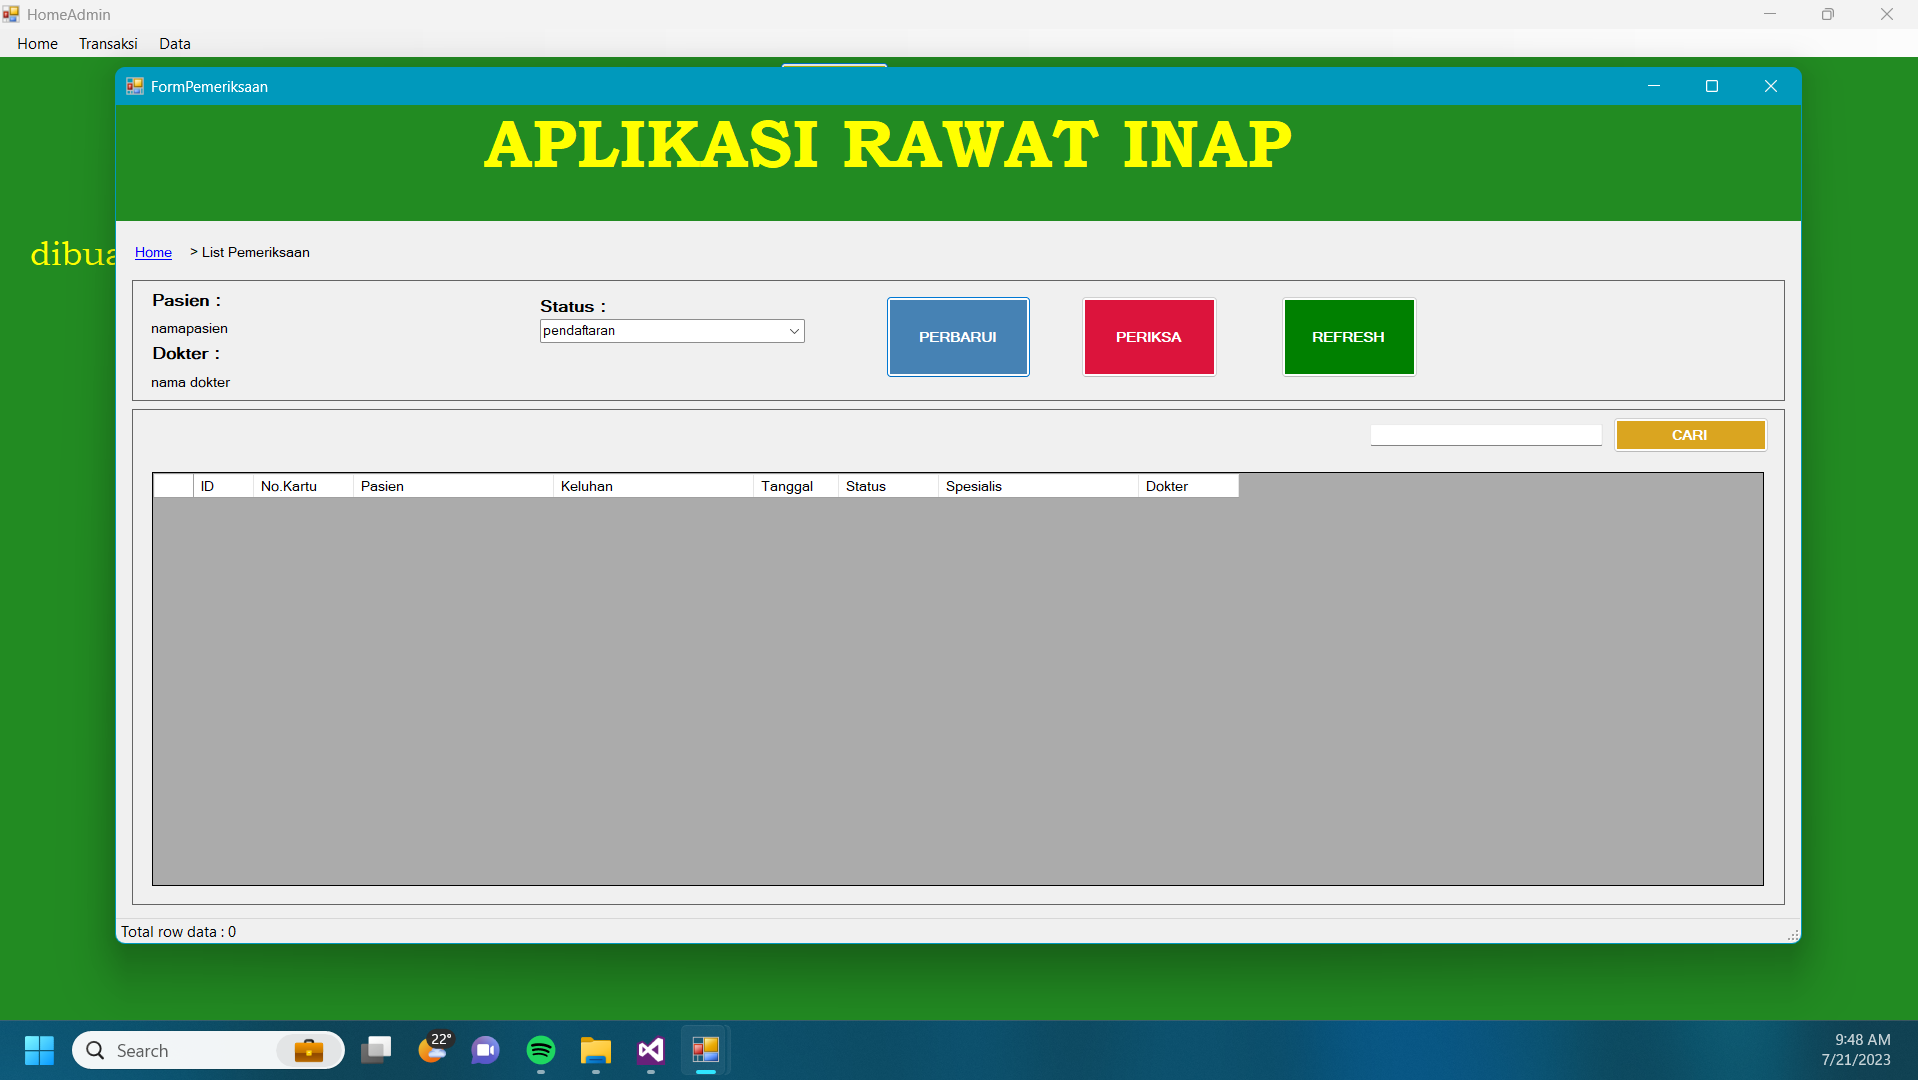 HomeAdmin
Home Transaksi Data
FormPemeriksaan
APLIKASI RAWAT INAP
Home > List Pemeriksaan
Pasien :
namapasien
Dokter :
nama dokter
Status :
pendaftaran
PERBARUI PERIKSA REFRESH
CARI
ID No.Kartu Pasien Keluhan Tanggal Status Spesialis Dokter
Total row data : 0
Search
22°
9:48 AM
7/21/2023